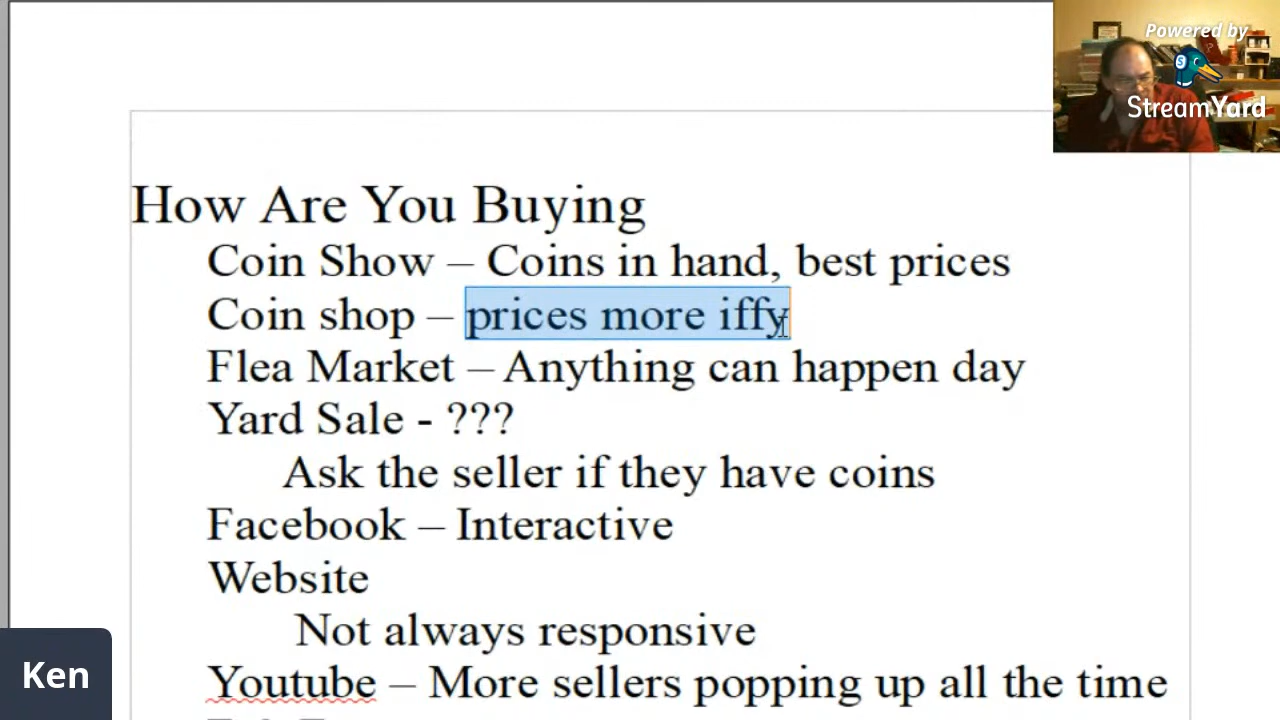 Powered by
StreamYard
How Are You Buying
Coin Show – Coins in hand, best prices
Coin shop – prices more iffy
Flea Market – Anything can happen day
Yard Sale - ???
Ask the seller if they have coins
Facebook – Interactive
Website
Not always responsive
Youtube – More sellers popping up all the time
Ken